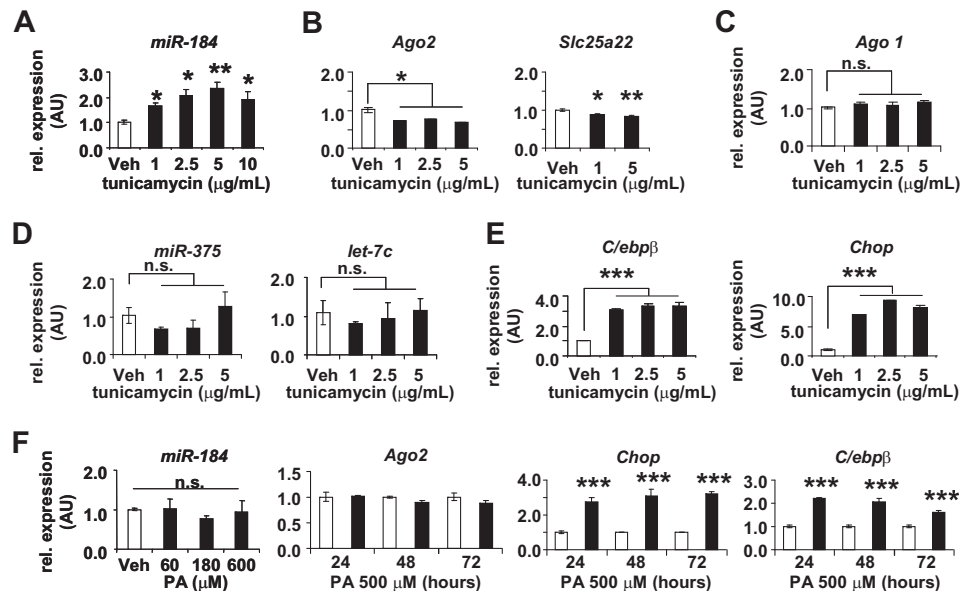 A
miR-184
rel. expression
(AU)
3.0
2.0
1.0
0.0
* * ** *
Veh 1 2.5 5 10
tunicamycin (μg/mL)
B
Ago2
2.0
1.0
0.0
*
Veh 1 2.5 5
tunicamycin (μg/mL)
Slc25a22
2.0
1.0
0.0
* **
Veh 1 5
tunicamycin (μg/mL)
C
Ago 1
rel. expression
(AU)
2.0
1.0
0.0
n.s.
Veh 1 2.5 5
tunicamycin (μg/mL)
D
miR-375
rel. expression
(AU)
2.0
1.0
0.0
n.s.
Veh 1 2.5 5
tunicamycin (μg/mL)
let-7c
2.0
1.0
0.0
n.s.
Veh 1 2.5 5
tunicamycin (μg/mL)
E
C/ebpβ
rel. expression
(AU)
4.0
2.0
0.0
***
Veh 1 2.5 5
tunicamycin (μg/mL)
Chop
rel. expression
(AU)
10.0
5.0
0.0
***
Veh 1 2.5 5
tunicamycin (μg/mL)
F
miR-184
rel. expression
(AU)
2.0
1.0
0.0
n.s.
Veh 60 180 600
PA (μM)
Ago2
1.5
1.0
0.5
0.0
24 48 72
PA 500 μM (hours)
Chop
4.0
2.0
0.0
*** *** ***
24 48 72
PA 500 μM (hours)
C/ebpβ
3.0
2.0
1.0
0.0
*** *** ***
24 48 72
PA 500 μM (hours)